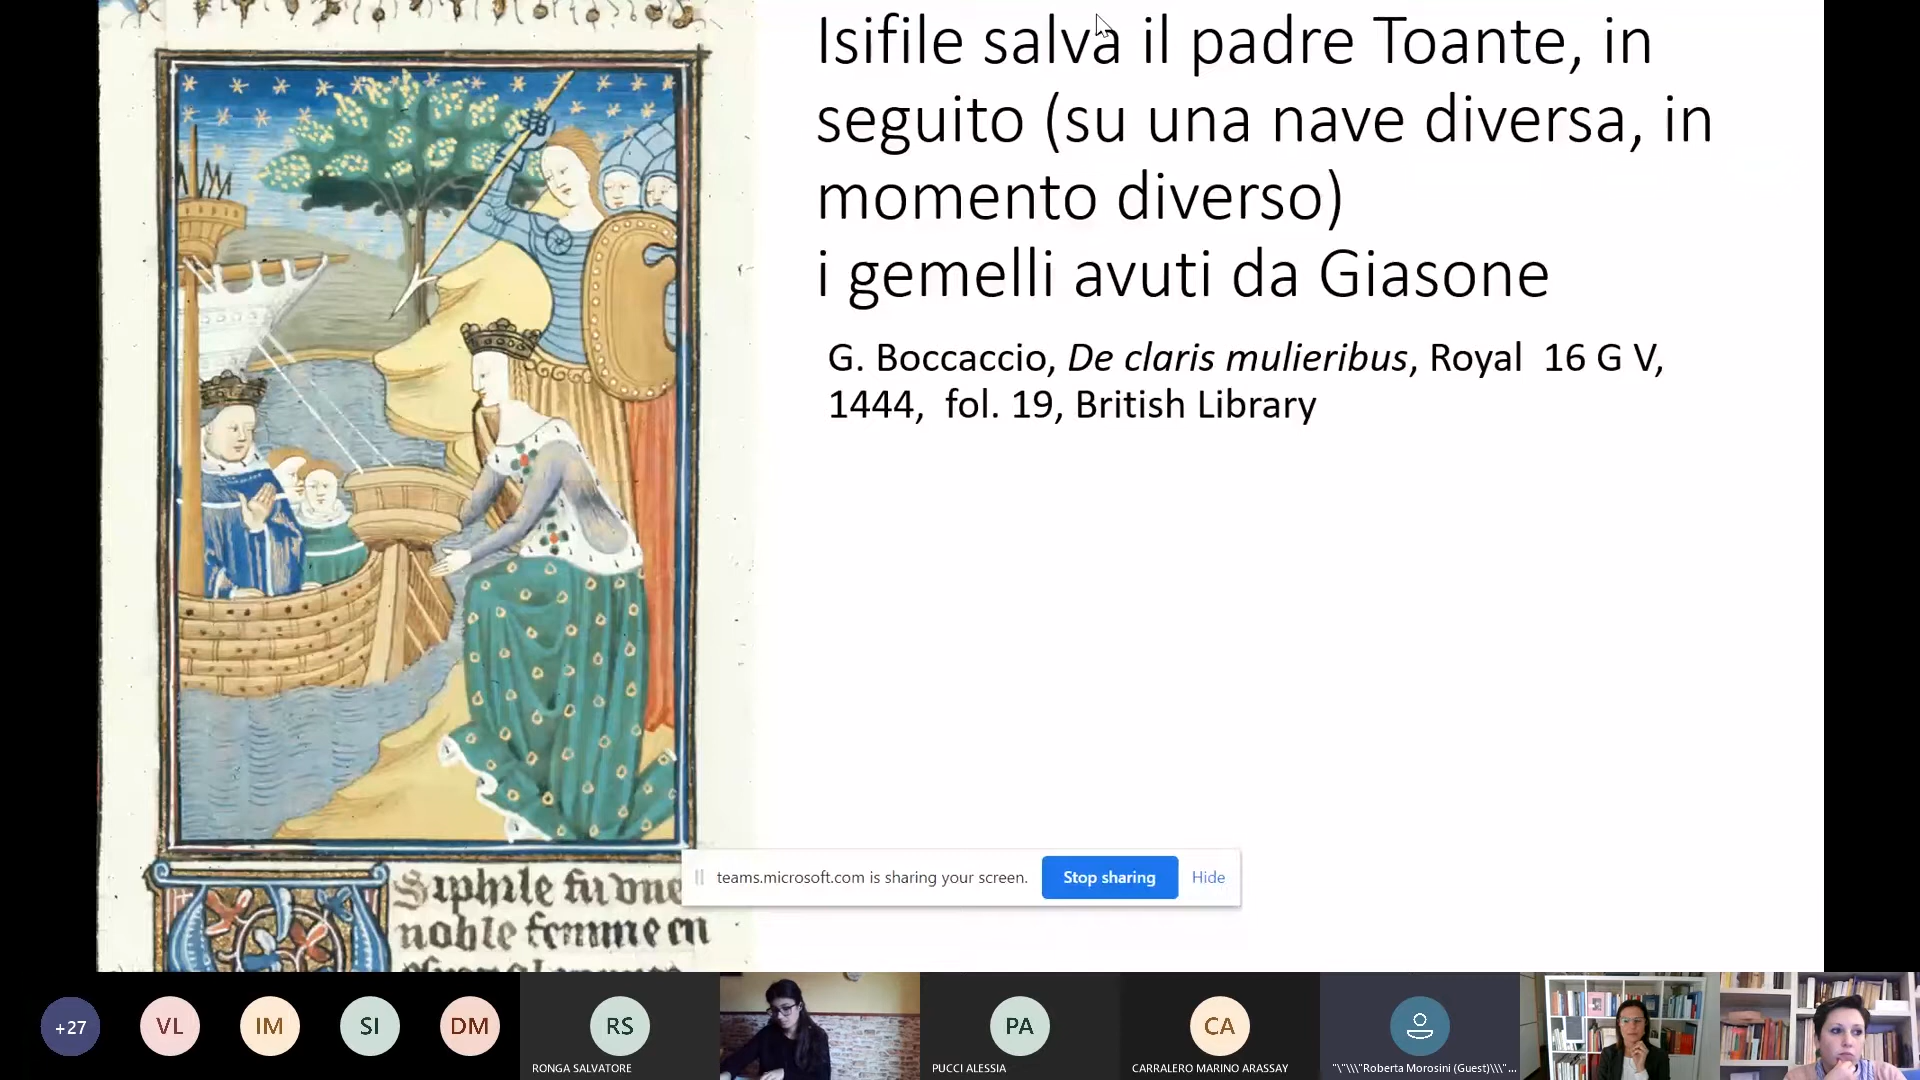 Isifile salva il padre Toante, in
seguito (su una nave diversa, in
momento diverso)
i gemelli avuti da Giasone
G. Boccaccio, De claris mulieribus, Royal 16 G V,
1444, fol. 19, British Library
Siphile fu une
noble femme en
teams.microsoft.com is sharing your screen.
Stop sharing
Hide
+27
VL
IM
SI
DM
RS
RONGA SALVATORE
PA
PUCCI ALESSIA
CA
CARRALERO MARINO ARASSAY
"\"\\\"Roberta Morosini (Guest)\\\" ...